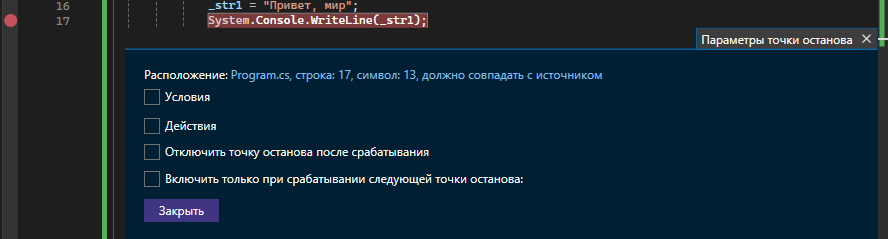 16 _str1 = "Привет, мир";
17 System.Console.WriteLine(_str1);
Параметры точки останова
Расположение: Program.cs, строка: 17, символ: 13, должно совпадать с источником
Условия
Действия
Отключить точку останова после срабатывания
Включить только при срабатывании следующей точки останова:
Закрыть